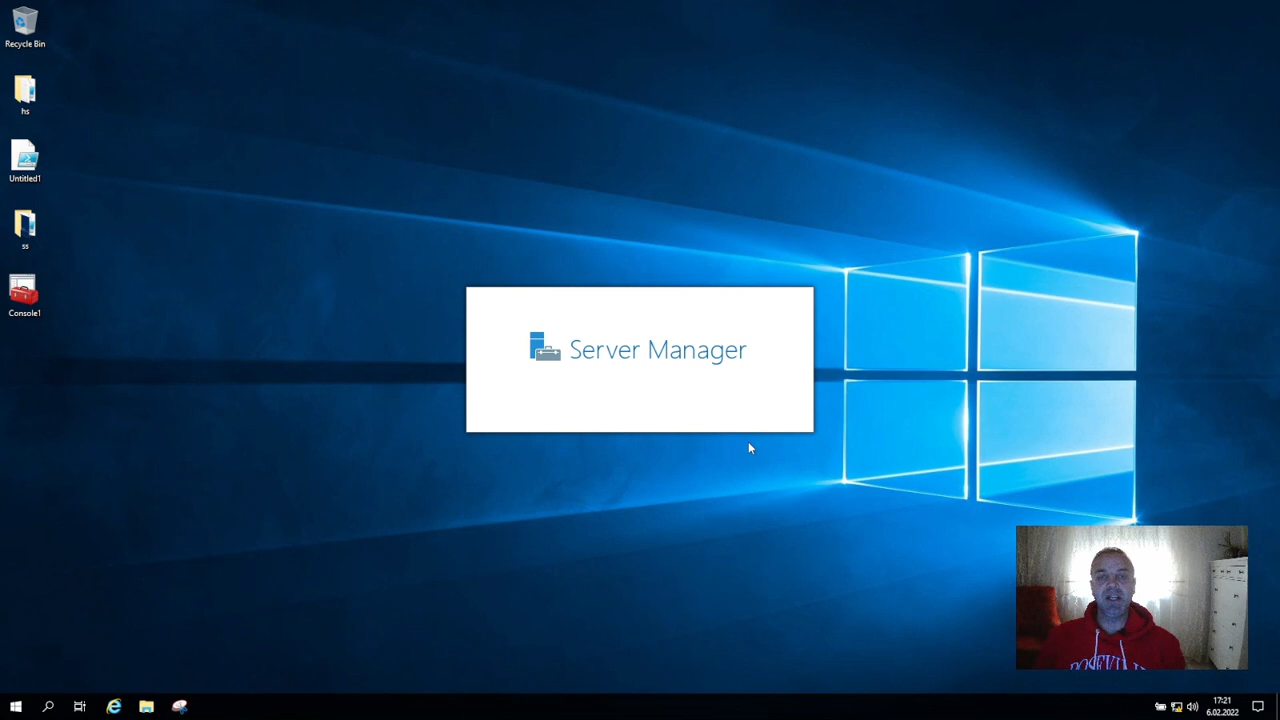 Recycle Bin
hs
Untitled1
ss
Console1
Server Manager
17:21
6.02.2022